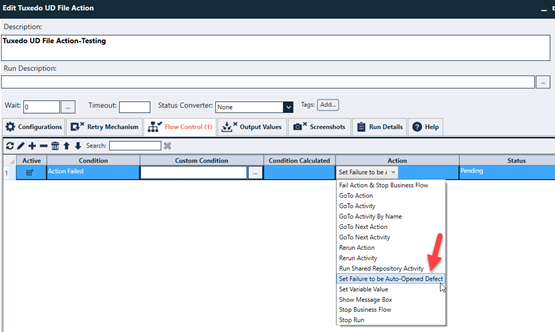 Edit Tuxedo UD File Action
Description:
Tuxedo UD File Action-Testing
Run Description:
...
Wait: 0 ... Timeout: Status Converter: None Tags: Add...
Configurations Retry Mechanism Flow Control (1) Output Values Screenshots Run Details Help
Search:
Active Condition Custom Condition Condition Calculated Action Status
1 Action Failed ... Set Failure to be A Pending
Fail Action & Stop Business Flow
GoTo Action
GoTo Activity
GoTo Activity By Name
GoTo Next Action
GoTo Next Activity
Rerun Action
Rerun Activity
Run Shared Repository Activity
Set Failure to be Auto-Opened Defect
Set Variable Value
Show Message Box
Stop Business Flow
Stop Run